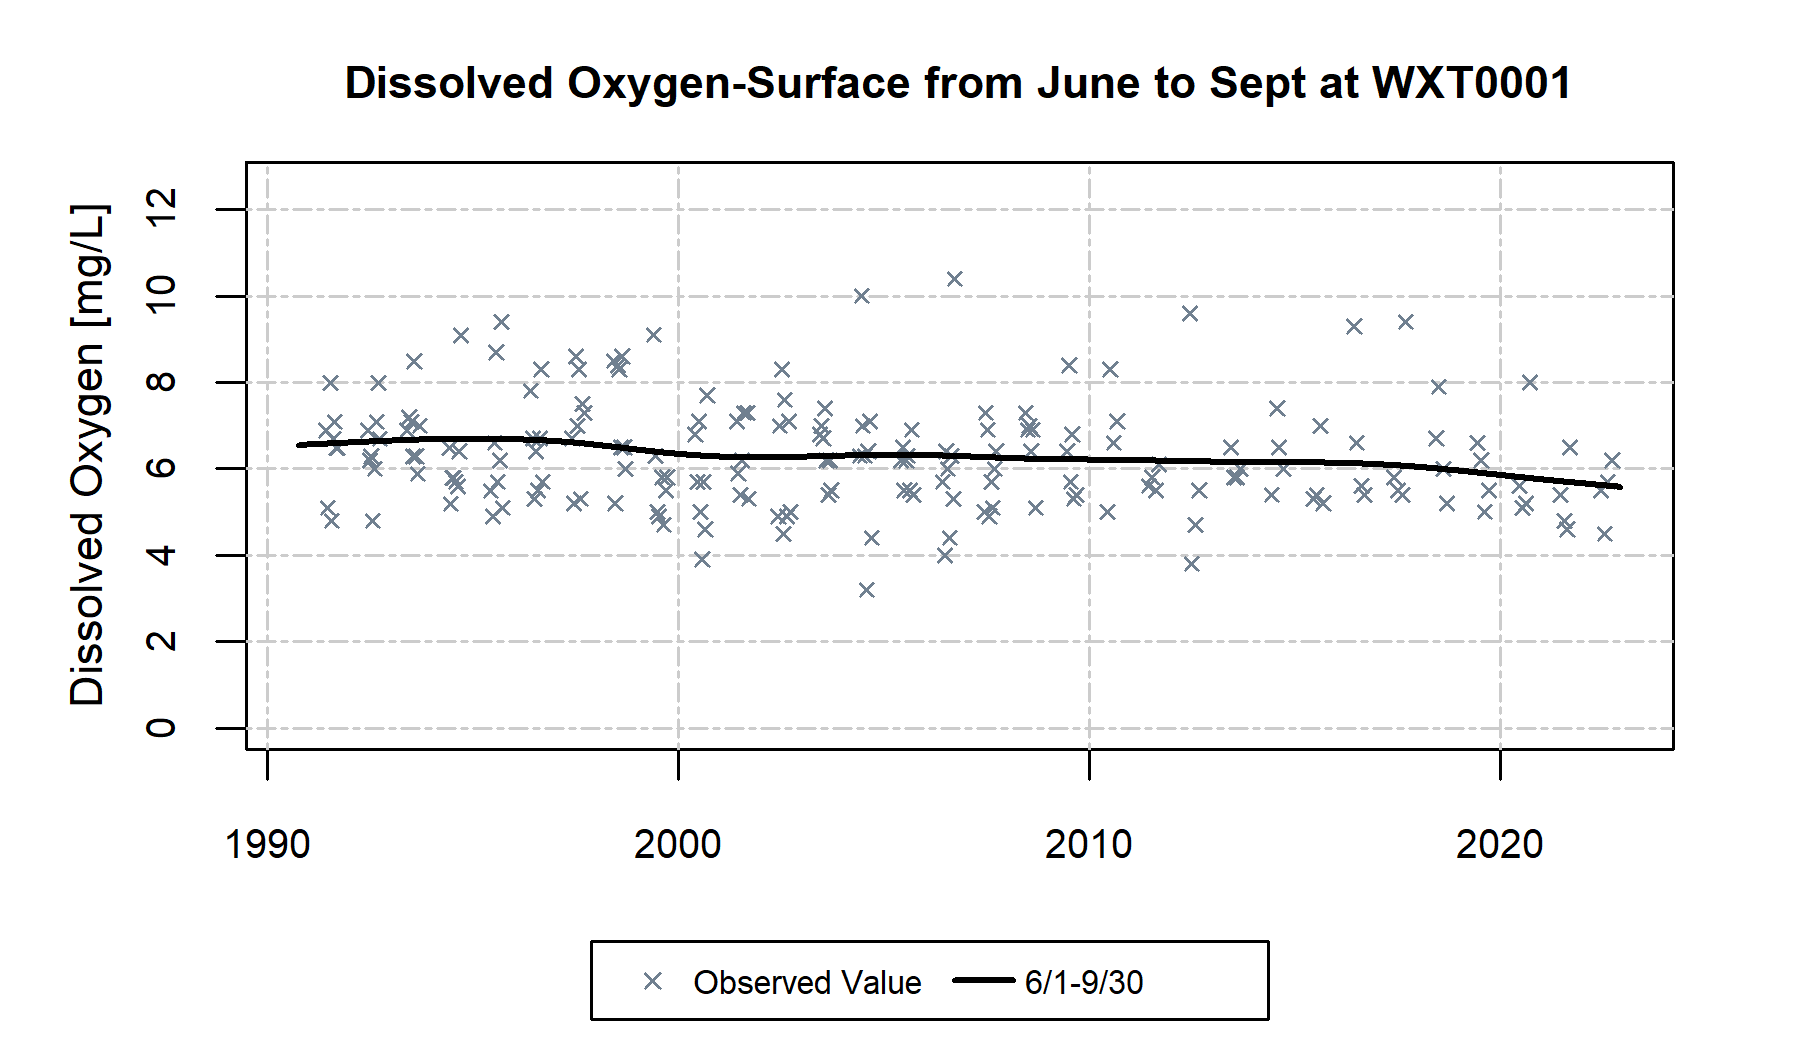 Dissolved Oxygen-Surface from June to Sept at WXT0001
Dissolved Oxygen [mg/L]
12
10
8
6
4
2
0
1990 2000 2010 2020
Observed Value 6/1-9/30